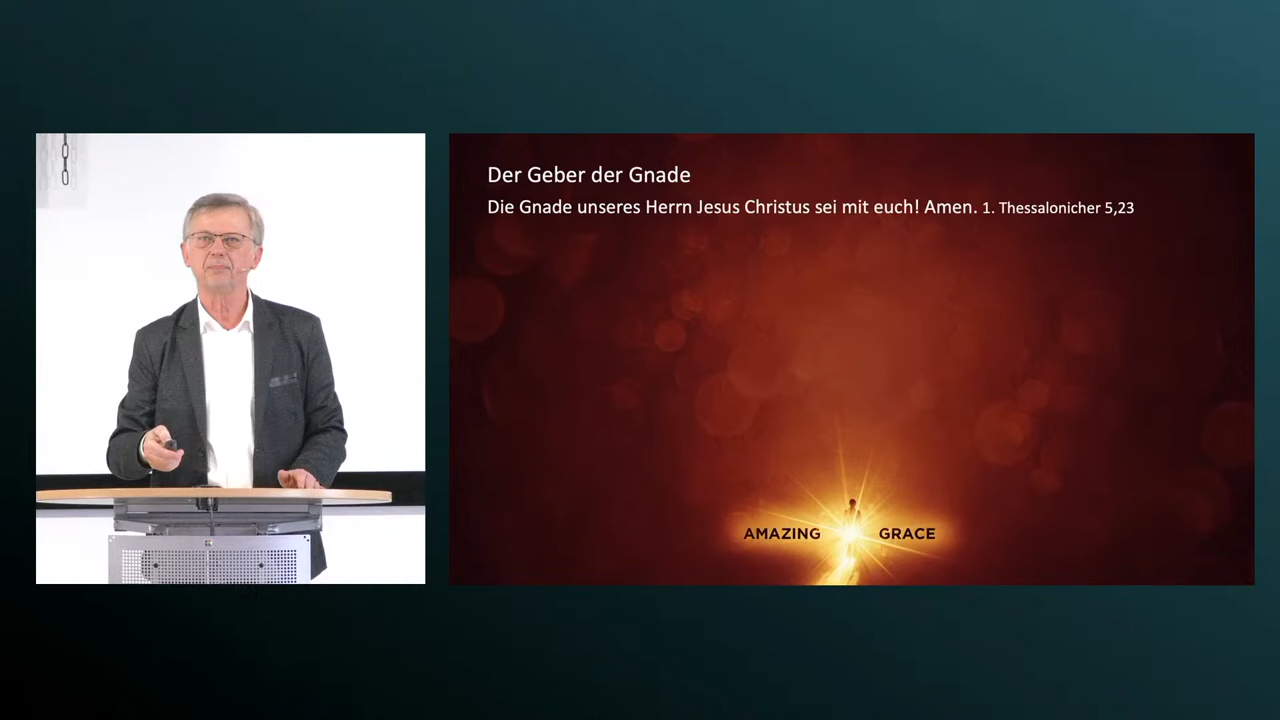 Der Geber der Gnade
Die Gnade unseres Herrn Jesus Christus sei mit euch! Amen. 1. Thessalonicher 5,23
AMAZING GRACE